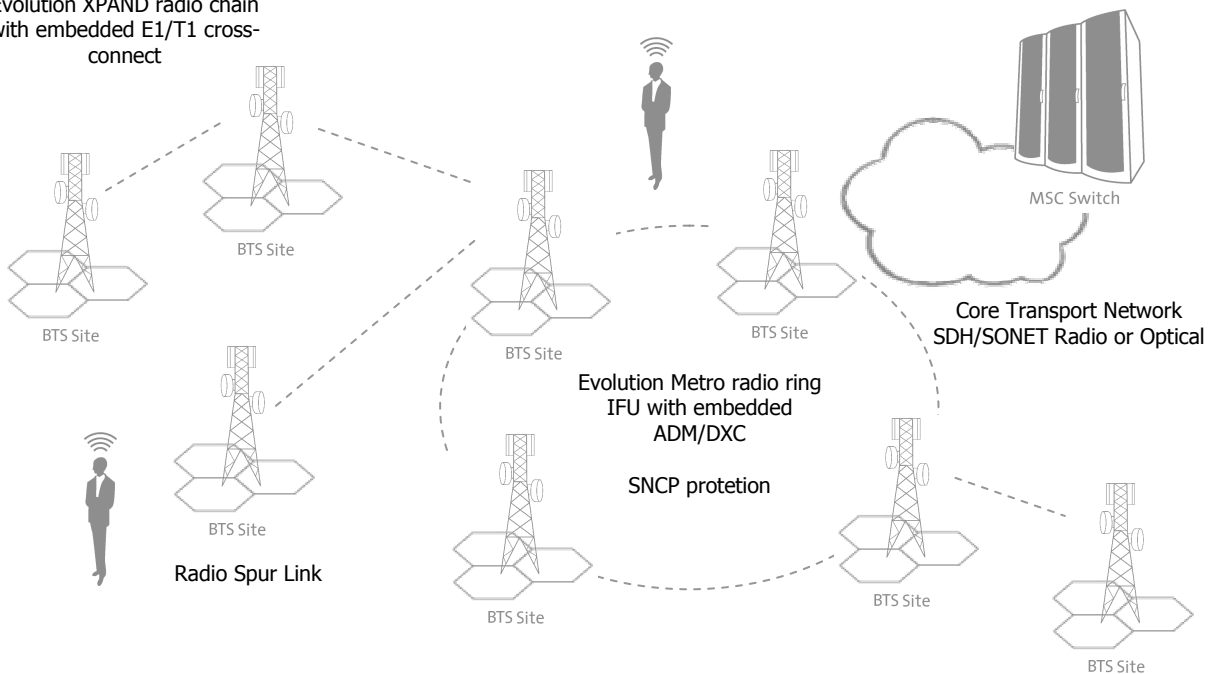 Evolution XPAND radio chain
with embedded E1/T1 cross-
connect
MSC Switch
BTS Site
BTS Site
BTS Site
BTS Site
Core Transport Network
SDH/SONET Radio or Optical
Evolution Metro radio ring
IFU with embedded
ADM/DXC
SNCP protetion
BTS Site
Radio Spur Link
BTS Site
BTS Site
BTS Site